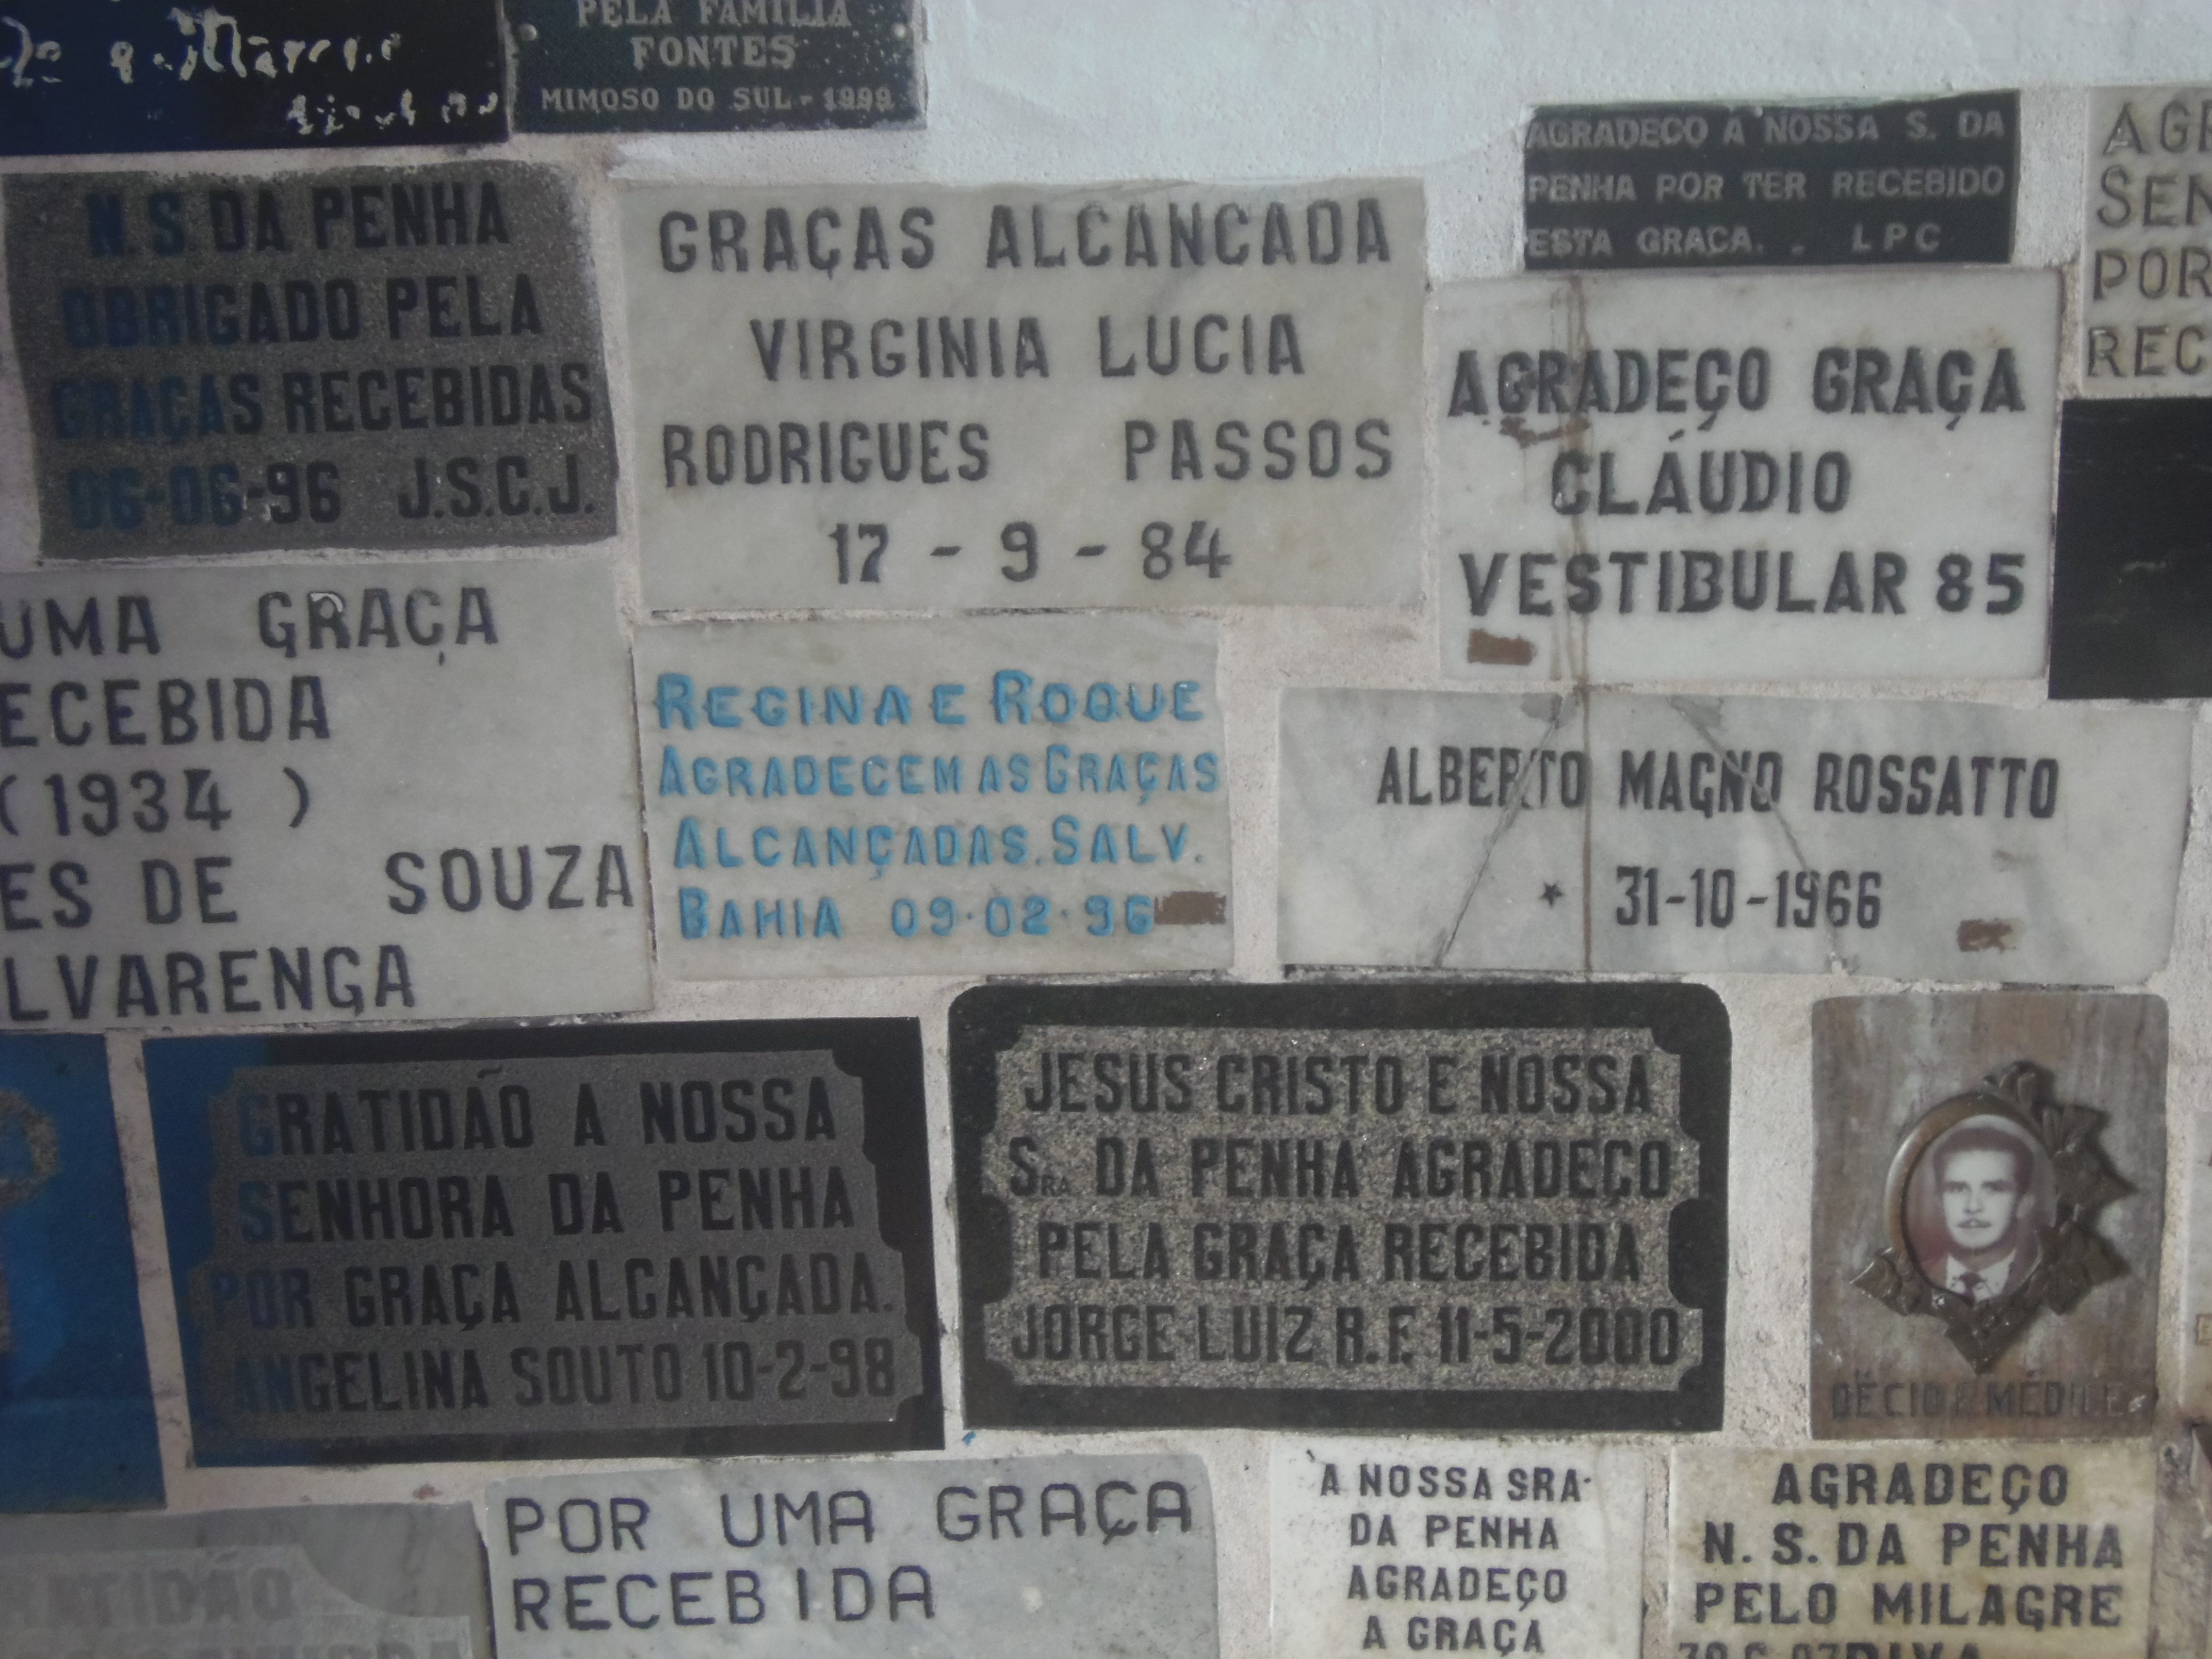 PELA FAMILIA
FONTES
MIMOSO DO SUL - 1999
N.S DA PENHA
OBRIGADO PELA
GRAÇAS RECEBIDAS
06-06-96 J.S.C.J.
GRAÇAS ALCANCADA
VIRGINIA LUCIA
RODRIGUES PASSOS
17 - 9 - 84
AGRADECO A NOSSA S. DA
PENHA POR TER RECEBIDO
ESTA GRACA. . LPC
AGRADEÇO GRAÇA
CLÁUDIO
VESTIBULAR 85
POR
UMA GRAÇA
ECEBIDA
(1934 )
ES DE SOUZA
LVARENGA
REGINA E ROQUE
AGRADECEM AS GRAÇAS
ALCANÇADAS. SALV.
BAHIA 09·02·96
ALBERTO MAGNO ROSSATTO
* 31-10-1966
GRATIDÃO A NOSSA
SENHORA DA PENHA
POR GRAÇA ALCANÇADA.
ANGELINA SOUTO 10-2-98
JESUS CRISTO E NOSSA
SRA DA PENHA AGRADEÇO
PELA GRAÇA RECEBIDA
JORGE LUIZ B.F. 11-5-2000
POR UMA GRAÇA
RECEBIDA
A NOSSA SRA.
DA PENHA
AGRADEÇO
A GRAÇA
AGRADEÇO
N. S. DA PENHA
PELO MILAGRE